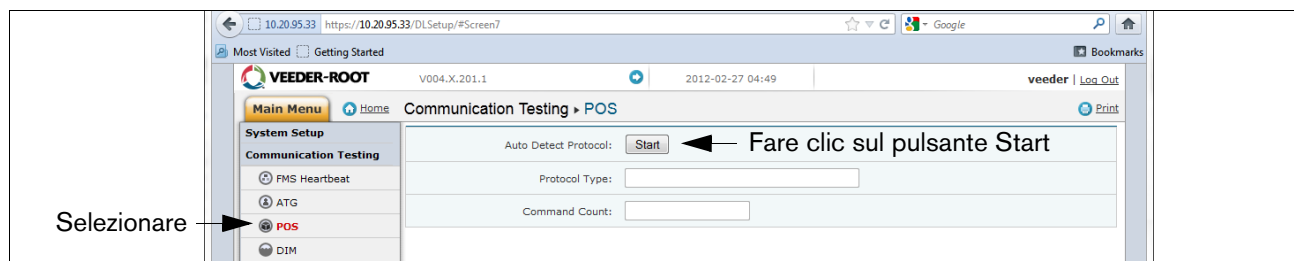 10.20.95.33 https://10.20.95.33/DLSetup/#Screen7 Google
Most Visited Getting Started Bookmarks
VEEDER-ROOT V004.X.201.1 2012-02-27 04:49 veeder | Log Out
Main Menu Home Communication Testing ▸ POS Print
System Setup
Communication Testing
Auto Detect Protocol: Start Fare clic sul pulsante Start
FMS Heartbeat
Protocol Type:
ATG
Command Count:
Selezionare POS
DIM